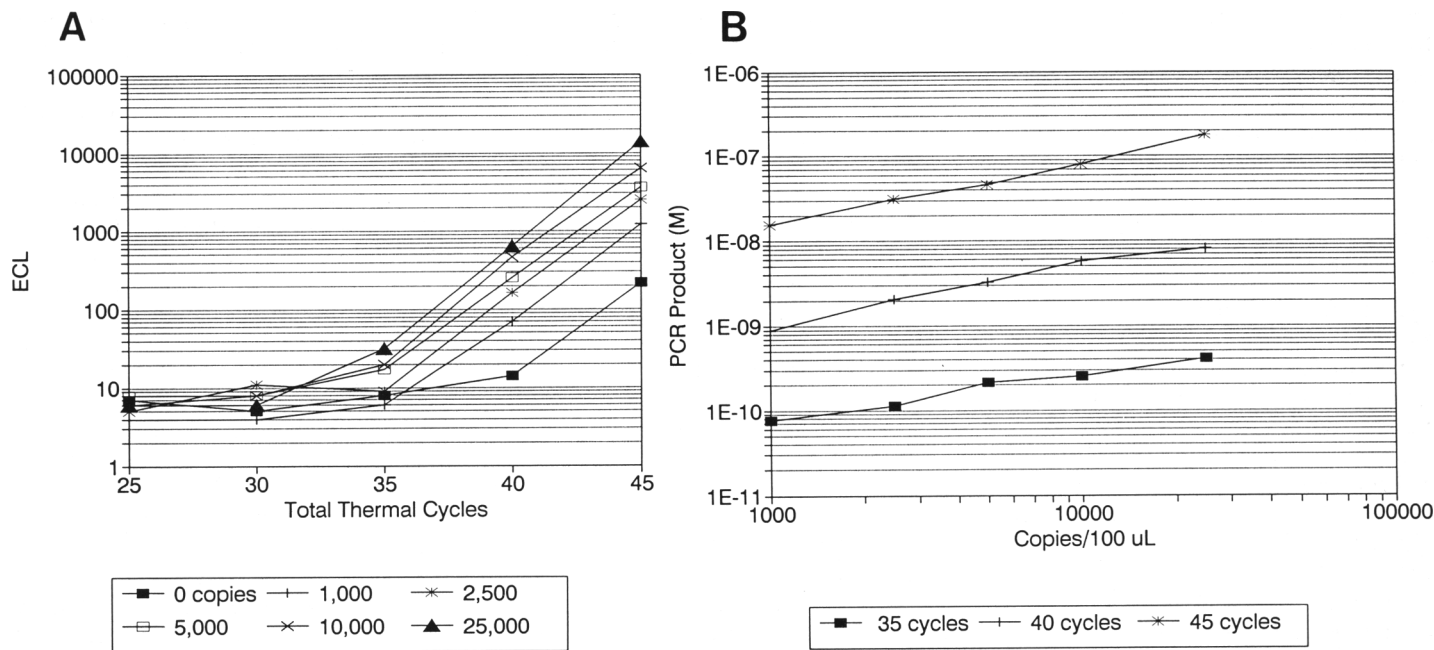 A
100000
10000
1000
100
10
1
ECL
25 30 35 40 45
Total Thermal Cycles
0 copies 1,000 2,500
5,000 10,000 25,000
B
1E-06
1E-07
1E-08
1E-09
1E-10
1E-11
PCR Product (M)
1000 10000 100000
Copies/100 uL
35 cycles 40 cycles 45 cycles